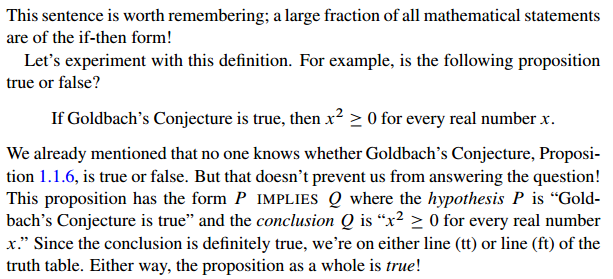 This sentence is worth remembering; a large fraction of all mathematical statements
are of the if-then form!
Let’s experiment with this definition. For example, is the following proposition
true or false?
If Goldbach’s Conjecture is true, then x² ≥ 0 for every real number x.
We already mentioned that no one knows whether Goldbach’s Conjecture, Proposi-
tion 1.1.6, is true or false. But that doesn’t prevent us from answering the question!
This proposition has the form P IMPLIES Q where the hypothesis P is “Gold-
bach’s Conjecture is true” and the conclusion Q is “x² ≥ 0 for every real number
x.” Since the conclusion is definitely true, we’re on either line (tt) or line (ft) of the
truth table. Either way, the proposition as a whole is true!